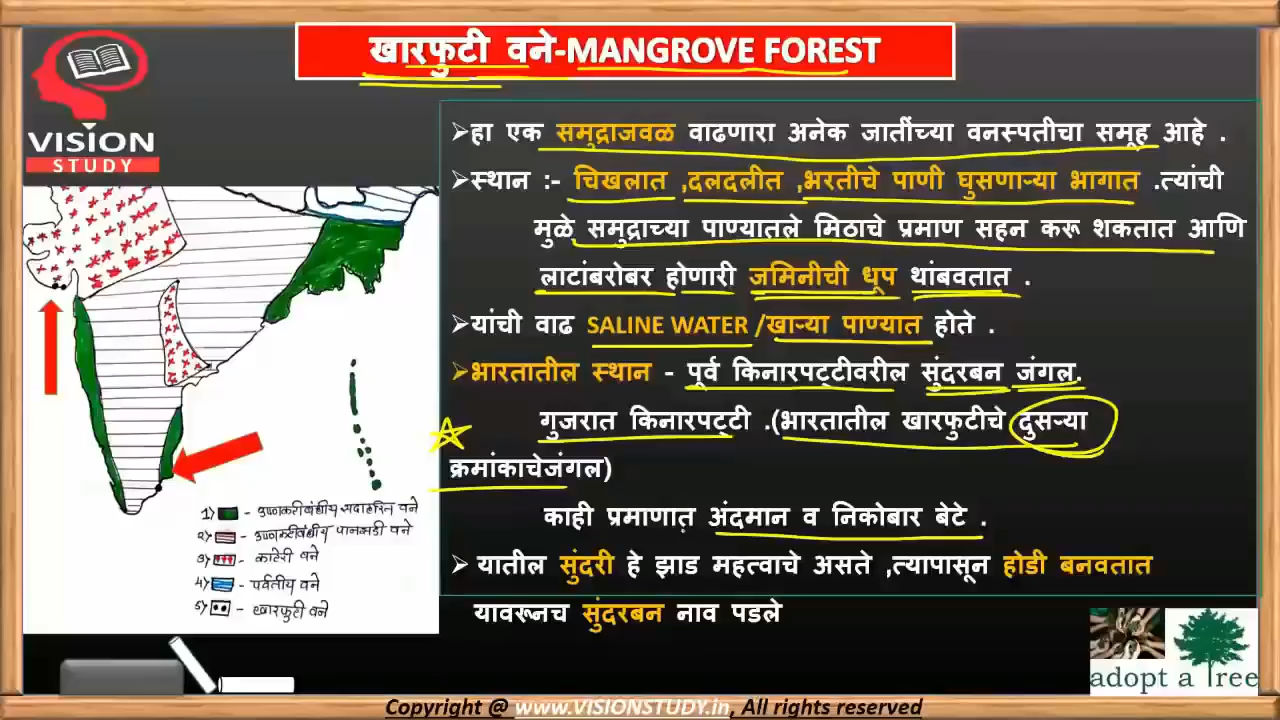 खारफुटी वने-MANGROVE FOREST
VISION
STUDY
➢हा एक समुद्राजवळ वाढणारा अनेक जातींच्या वनस्पतीचा समूह आहे .
➢स्थान :- चिखलात ,दलदलीत ,भरतीचे पाणी घुसणाऱ्या भागात .त्यांची
मुळे समुद्राच्या पाण्यातले मिठाचे प्रमाण सहन करू शकतात आणि
लाटांबरोबर होणारी जमिनीची धूप थांबवतात .
➢यांची वाढ SALINE WATER /खाऱ्या पाण्यात होते .
➢भारतातील स्थान - पूर्व किनारपट्टीवरील सुंदरबन जंगल.
गुजरात किनारपट्टी .(भारतातील खारफुटीचे दुसऱ्या
क्रमांकाचेजंगल)
काही प्रमाणात अंदमान व निकोबार बेटे .
➢ यातील सुंदरी हे झाड महत्वाचे असते ,त्यापासून होडी बनवतात
यावरूनच सुंदरबन नाव पडले
1) - उष्णकटीबंधीय सदाहरित वने
2) - उष्णकटीबंधीय पानझडी वने
3) - काटेरी वने
4) - पर्वतीय वने
5) - खारफुटी वने
adopt a Tree
Copyright @ www.VISIONSTUDY.in, All rights reserved